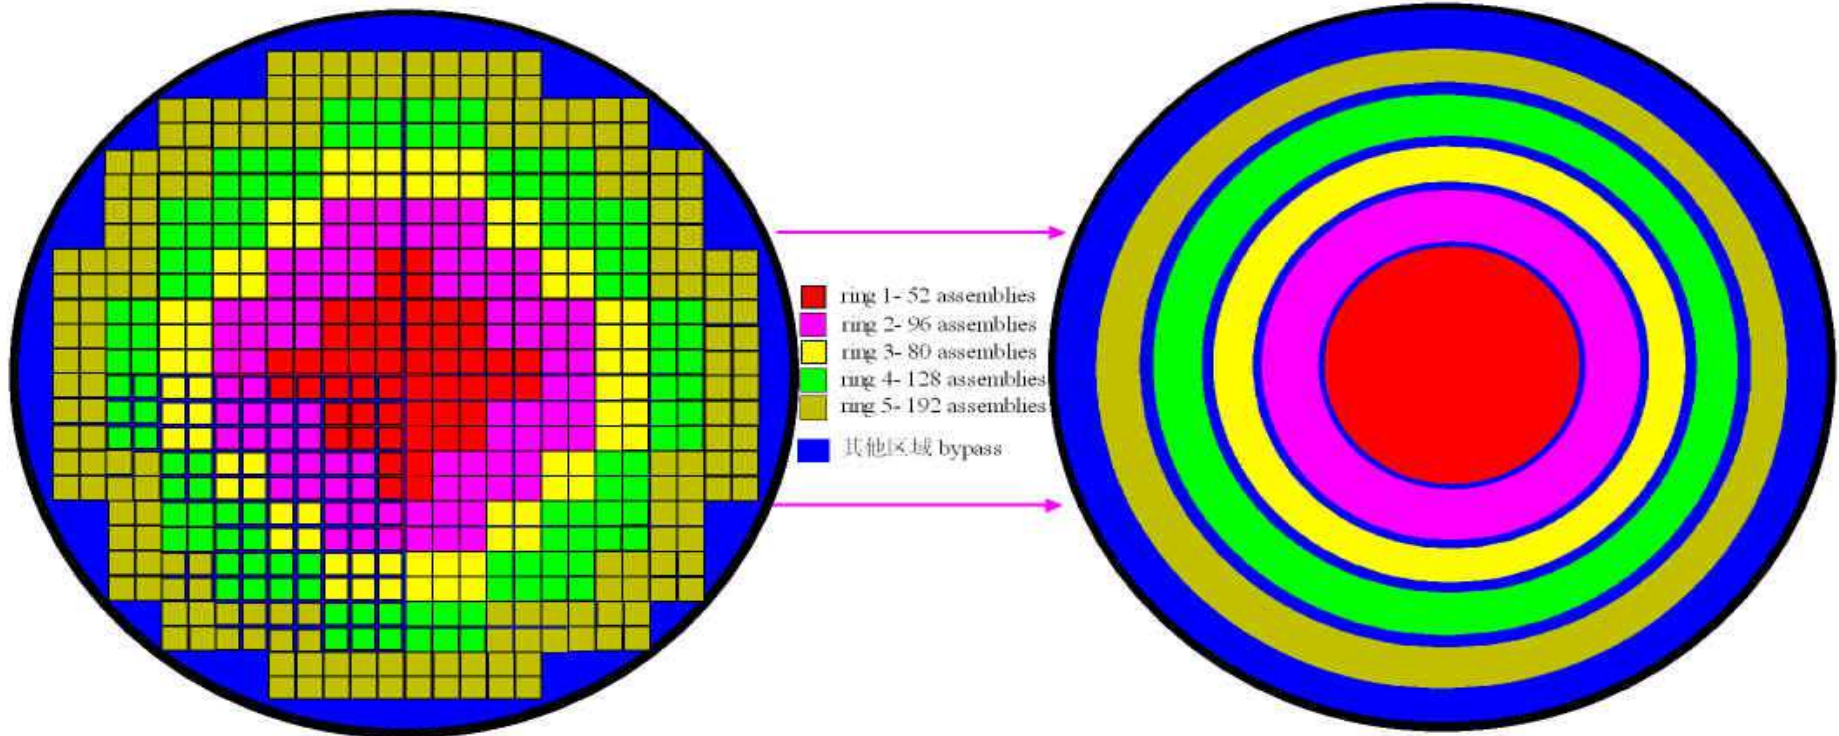 ring 1- 52 assemblies
ring 2- 96 assemblies
ring 3- 80 assemblies
ring 4- 128 assemblies
ring 5- 192 assemblies
其他区域 bypass